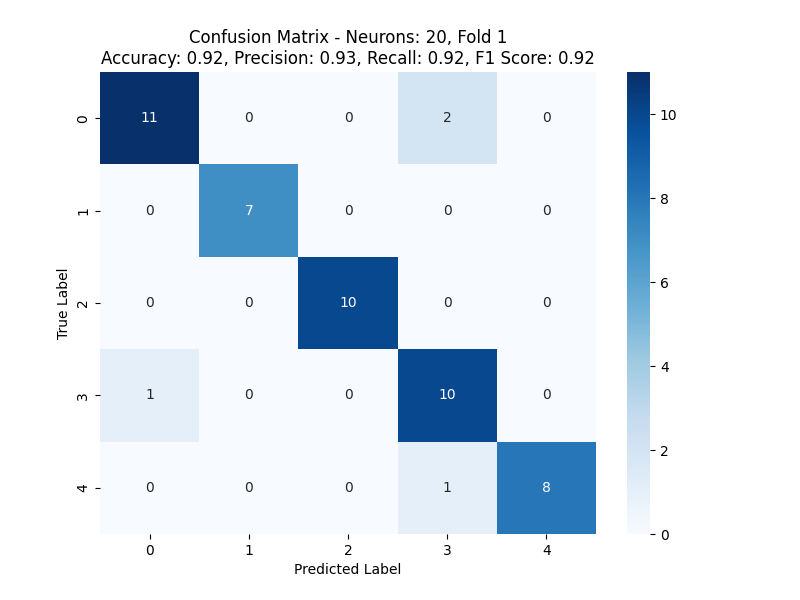 Confusion Matrix - Neurons: 20, Fold 1
Accuracy: 0.92, Precision: 0.93, Recall: 0.92, F1 Score: 0.92
True Label
0 11 0 0 2 0
1 0 7 0 0 0
2 0 0 10 0 0
3 1 0 0 10 0
4 0 0 0 1 8
0 1 2 3 4
Predicted Label
10
8
6
4
2
0